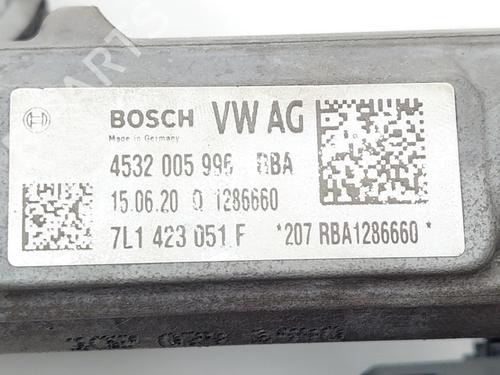 BOSCH VW AG
Made in Germany
4532 005 996 RBA
15.06.20 Q 1286660
7L1 423 051 F *207 RBA1286660 *